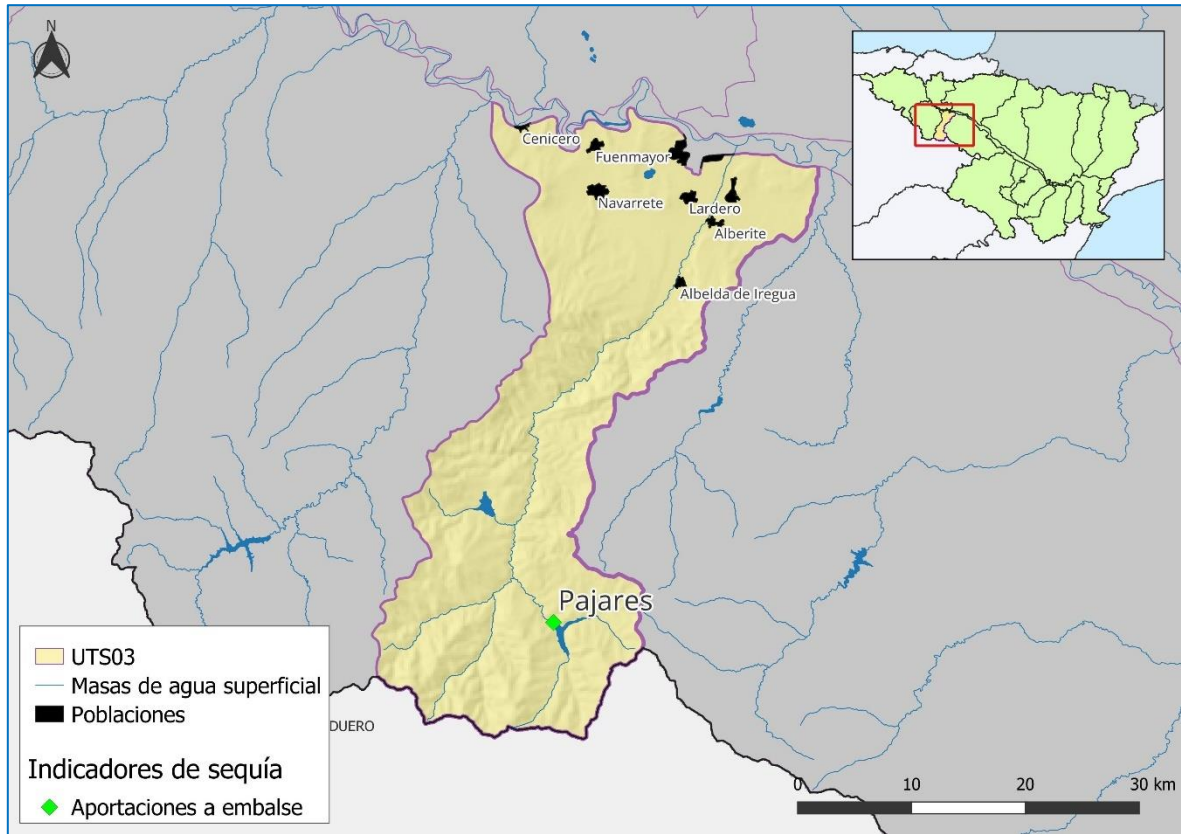 N
Cenicero
Fuenmayor
Navarrete
Lardero
Alberite
Albelda de Iregua
Pajares
DUERO
UTS03
Masas de agua superficial
Poblaciones
Indicadores de sequía
Aportaciones a embalse
0 10 20 30 km